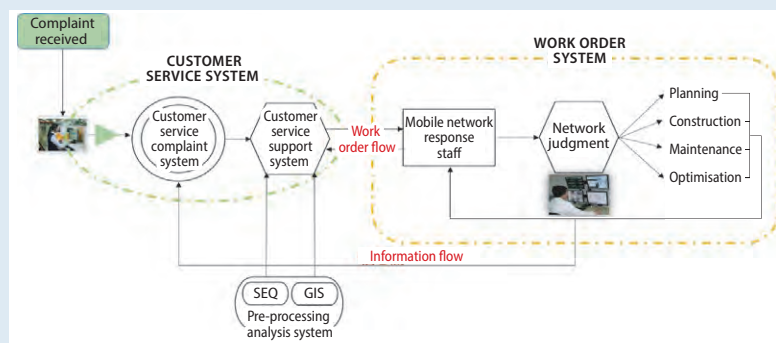 Complaint
received
CUSTOMER
SERVICE SYSTEM
WORK ORDER
SYSTEM
Customer
service
complaint
system
Customer
service
support
system
Work
order flow
Mobile network
response
staff
Network
judgment
Planning
Construction
Maintenance
Optimisation
Information flow
SEQ
GIS
Pre-processing
analysis system